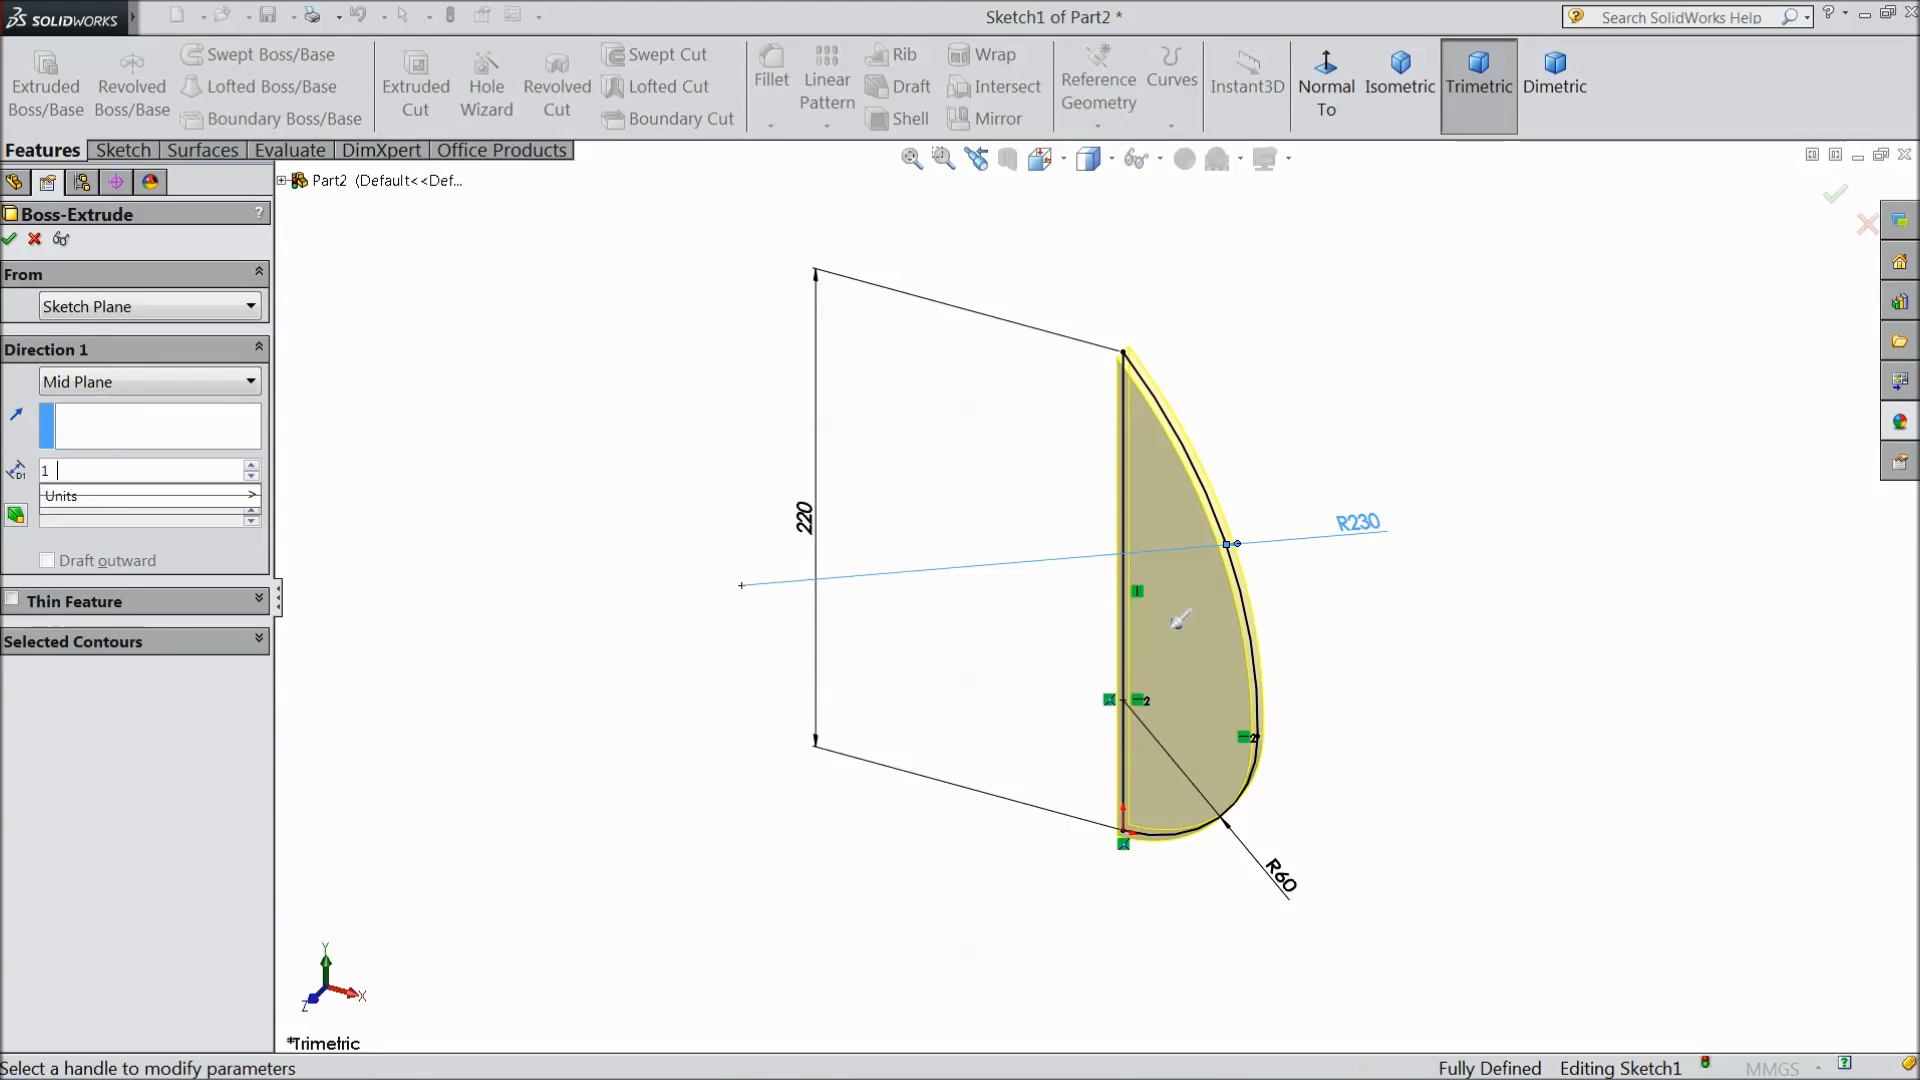 SOLIDWORKS
Sketch1 of Part2 *
Search SolidWorks Help
Extruded Boss/Base
Revolved Boss/Base
Swept Boss/Base
Lofted Boss/Base
Boundary Boss/Base
Extruded Cut
Hole Wizard
Revolved Cut
Swept Cut
Lofted Cut
Boundary Cut
Fillet
Linear Pattern
Rib
Draft
Shell
Wrap
Intersect
Mirror
Reference Geometry
Curves
Instant3D
Normal To
Isometric
Trimetric
Dimetric
Features
Sketch
Surfaces
Evaluate
DimXpert
Office Products
Part2 (Default<<Def...
Boss-Extrude
?
From
Sketch Plane
Direction 1
Mid Plane
D1
1
Units >
Draft outward
Thin Feature
Selected Contours
220
R230
2
2
R60
Y
X
Z
*Trimetric
Select a handle to modify parameters
Fully Defined
Editing Sketch1
MMGS
?